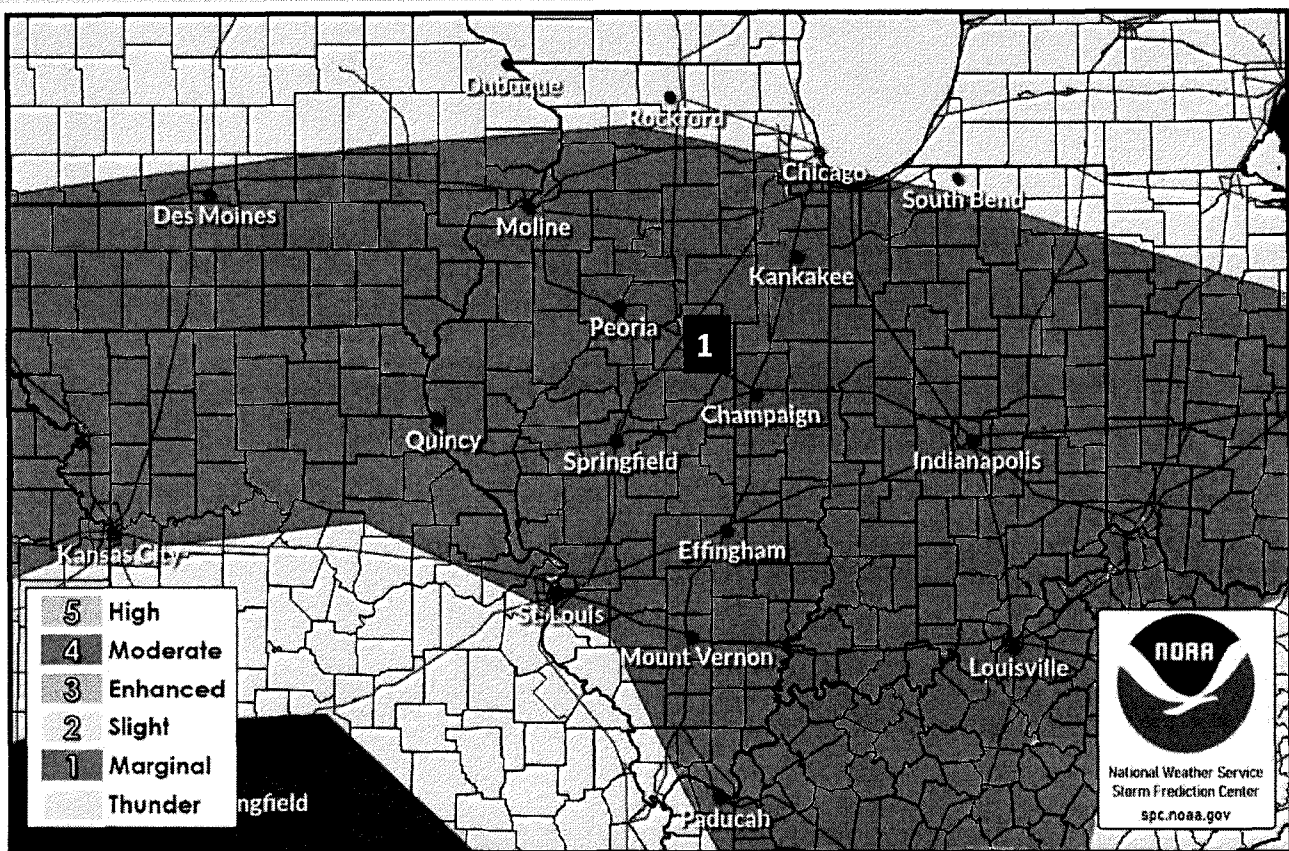 Dubuque
Rockford
Chicago
South Bend
Des Moines
Moline
Kankakee
Peoria
1
Champaign
Quincy
Springfield
Indianapolis
Effingham
Kansas City
St. Louis
Mount Vernon
Louisville
Paducah
ngfield
5 High
4 Moderate
3 Enhanced
2 Slight
1 Marginal
Thunder
NOAA
National Weather Service
Storm Prediction Center
spc.noaa.gov